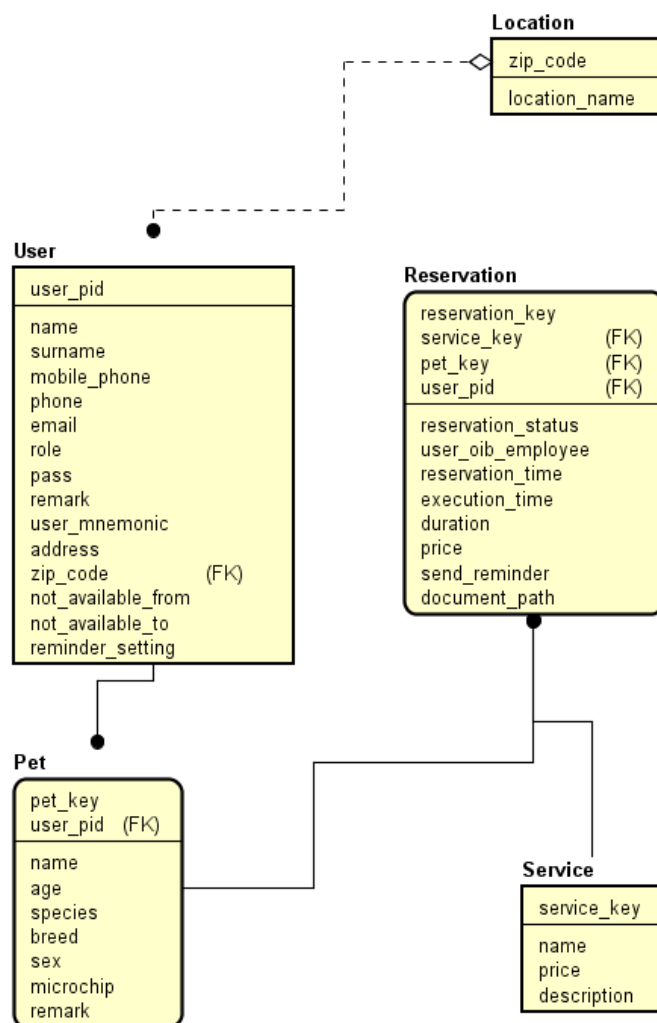 Location
zip_code
location_name
User
user_pid
name
surname
mobile_phone
phone
email
role
pass
remark
user_mnemonic
address
zip_code (FK)
not_available_from
not_available_to
reminder_setting
Reservation
reservation_key
service_key (FK)
pet_key (FK)
user_pid (FK)
reservation_status
user_oib_employee
reservation_time
execution_time
duration
price
send_reminder
document_path
Pet
pet_key
user_pid (FK)
name
age
species
breed
sex
microchip
remark
Service
service_key
name
price
description